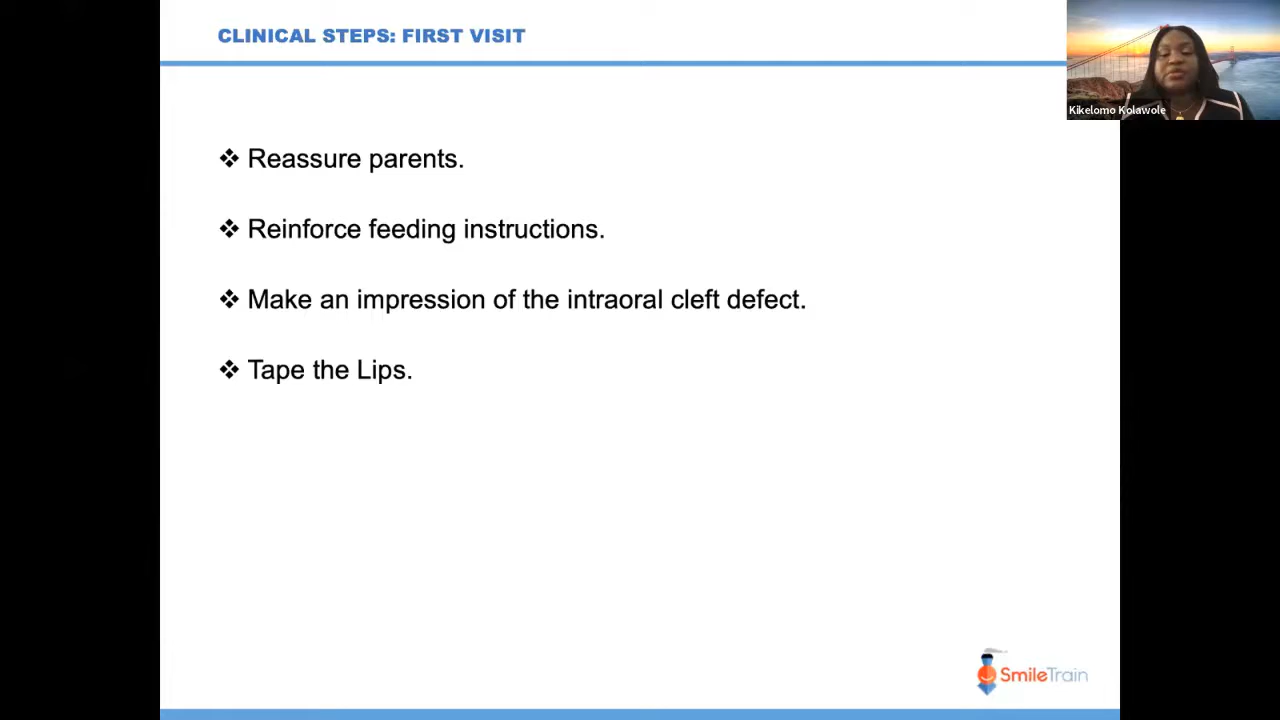 CLINICAL STEPS: FIRST VISIT
Kikelomo Kolawole
❖ Reassure parents.
❖ Reinforce feeding instructions.
❖ Make an impression of the intraoral cleft defect.
❖ Tape the Lips.
SmileTrain